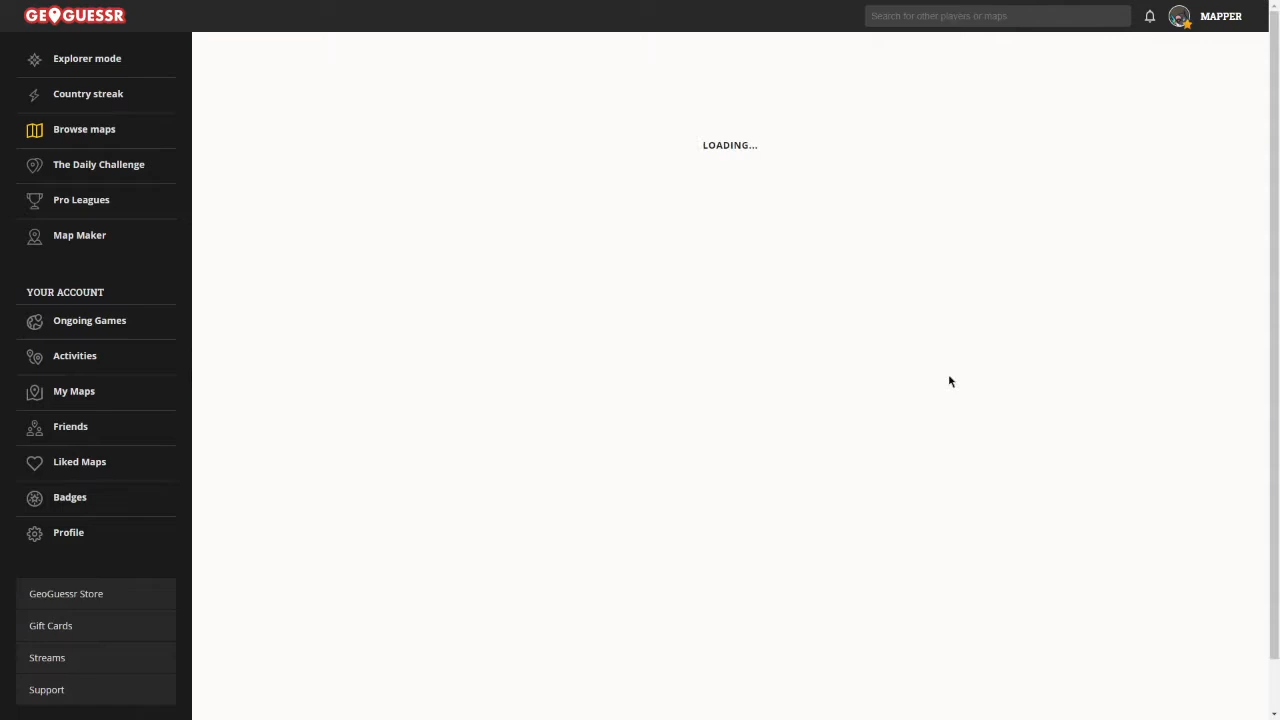 GEOGUESSR
Search for other players or maps
MAPPER
Explorer mode
Country streak
Browse maps
The Daily Challenge
Pro Leagues
Map Maker
YOUR ACCOUNT
Ongoing Games
Activities
My Maps
Friends
Liked Maps
Badges
Profile
GeoGuessr Store
Gift Cards
Streams
Support
LOADING...